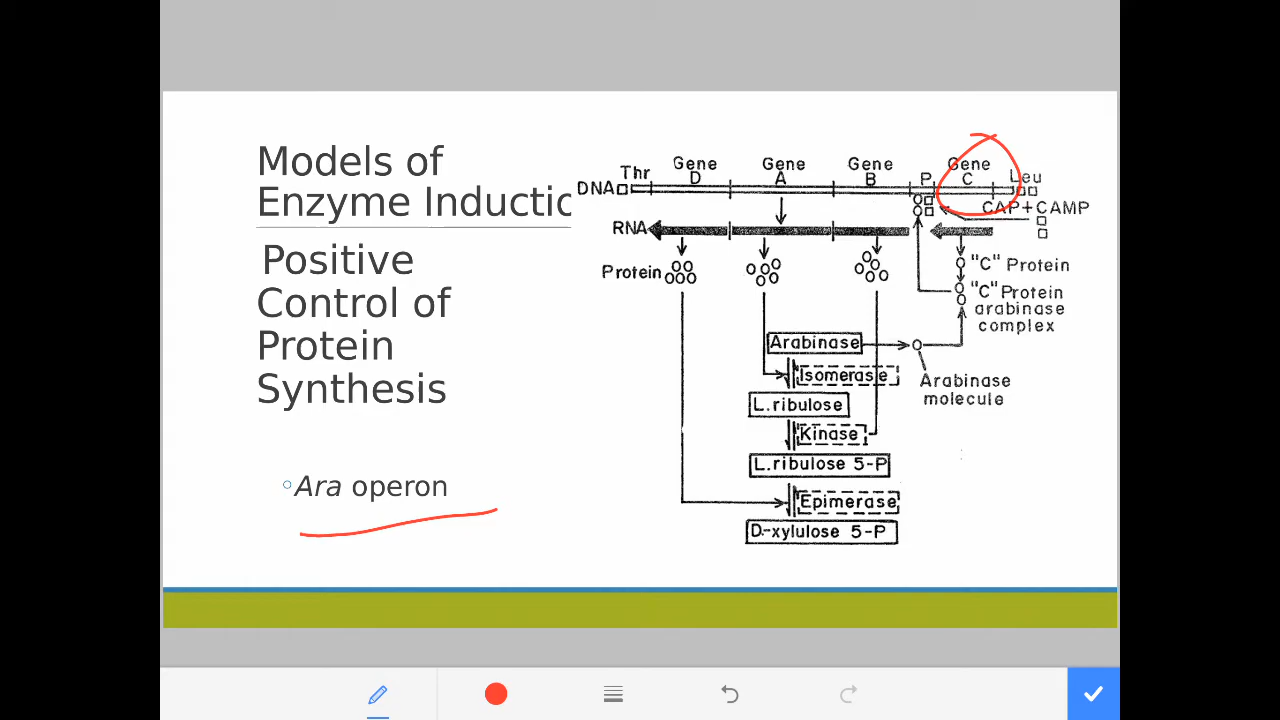 Models of
Enzyme Inductic
Positive
Control of
Protein
Synthesis
Ara operon
Thr
Gene
D
Gene
A
Gene
B
P
Gene
C
Leu
DNA
CAP+CAMP
RNA
Protein
"C" Protein
"C" Protein
arabinase
complex
Arabinase
Isomerase
Arabinase
molecule
L.ribulose
Kinase
L.ribulose 5-P
Epimerase
D-xylulose 5-P